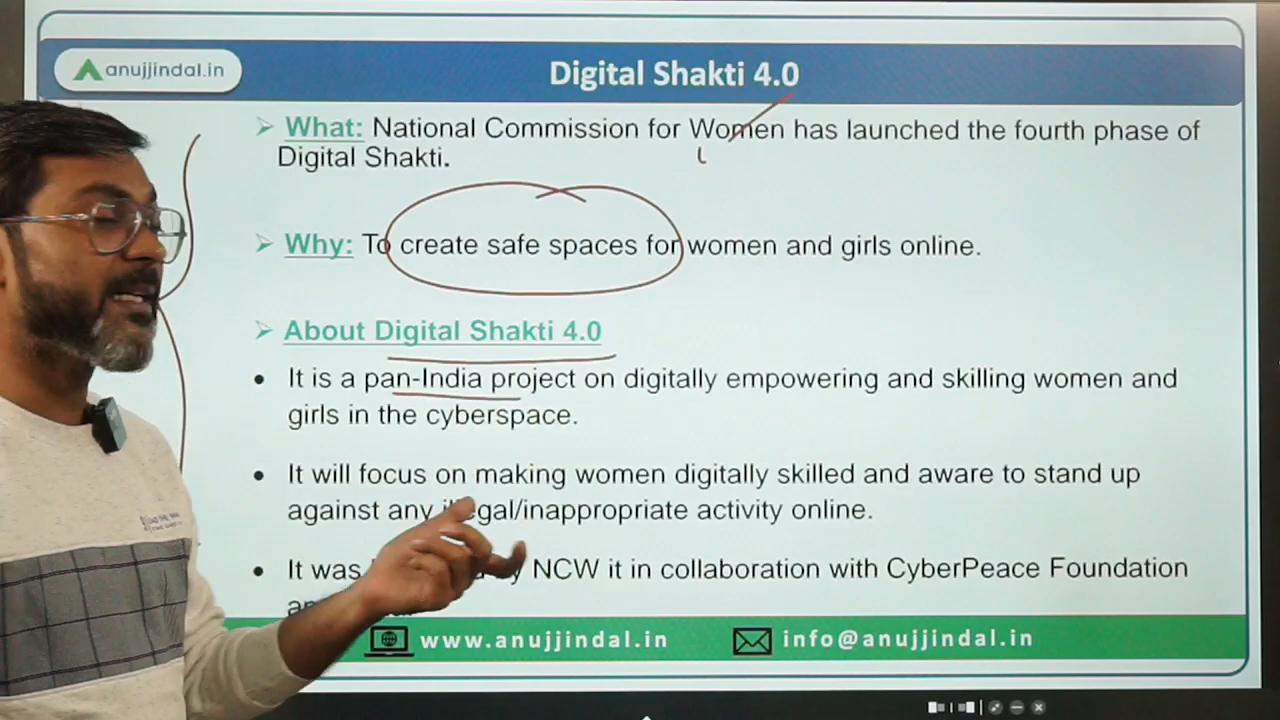 anujjindal.in
Digital Shakti 4.0
What: National Commission for Women has launched the fourth phase of
Digital Shakti.
Why: To create safe spaces for women and girls online.
About Digital Shakti 4.0
It is a pan-India project on digitally empowering and skilling women and
girls in the cyberspace.
It will focus on making women digitally skilled and aware to stand up
against any illegal/inappropriate activity online.
It was by NCW it in collaboration with CyberPeace Foundation
www.anujjindal.in
info@anujjindal.in